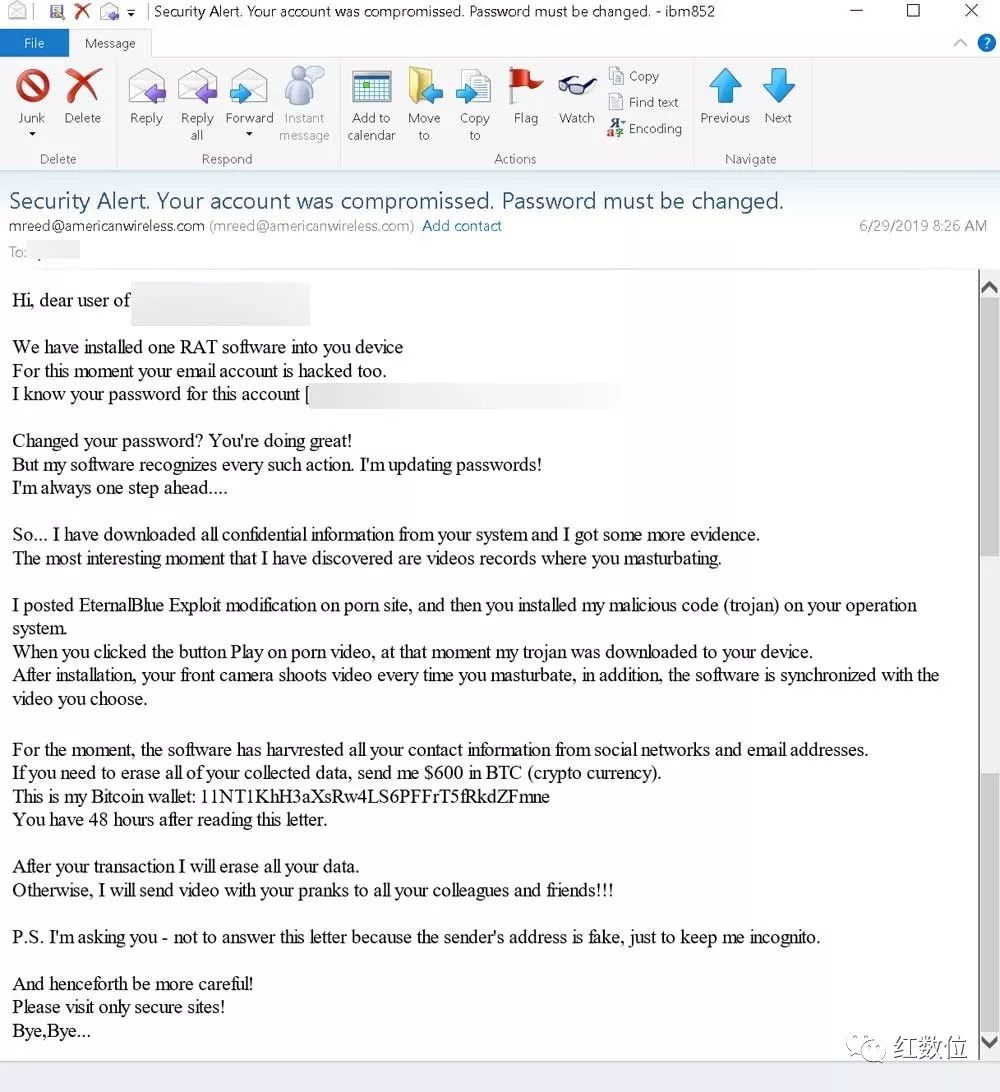 Security Alert. Your account was compromissed. Password must be changed. - ibm852
File
Message
Junk
Delete
Reply
Reply all
Forward
Instant message
Add to calendar
Move to
Copy to
Flag
Watch
Copy
Find text
Encoding
Previous
Next
Delete
Respond
Actions
Navigate
Security Alert. Your account was compromissed. Password must be changed.
mreed@americanwireless.com (mreed@americanwireless.com) Add contact
6/29/2019 8:26 AM
To:
Hi, dear user of
We have installed one RAT software into you device
For this moment your email account is hacked too.
I know your password for this account [
Changed your password? You're doing great!
But my software recognizes every such action. I'm updating passwords!
I'm always one step ahead....
So... I have downloaded all confidential information from your system and I got some more evidence.
The most interesting moment that I have discovered are videos records where you masturbating.
I posted EternalBlue Exploit modification on porn site, and then you installed my malicious code (trojan) on your operation
system.
When you clicked the button Play on porn video, at that moment my trojan was downloaded to your device.
After installation, your front camera shoots video every time you masturbate, in addition, the software is synchronized with the
video you choose.
For the moment, the software has harvrested all your contact information from social networks and email addresses.
If you need to erase all of your collected data, send me $600 in BTC (crypto currency).
This is my Bitcoin wallet: 11NT1KhH3aXsRw4LS6PFFrT5fRkdZFmne
You have 48 hours after reading this letter.
After your transaction I will erase all your data.
Otherwise, I will send video with your pranks to all your colleagues and friends!!!
P.S. I'm asking you - not to answer this letter because the sender's address is fake, just to keep me incognito.
And henceforth be more careful!
Please visit only secure sites!
Bye,Bye...
红数位